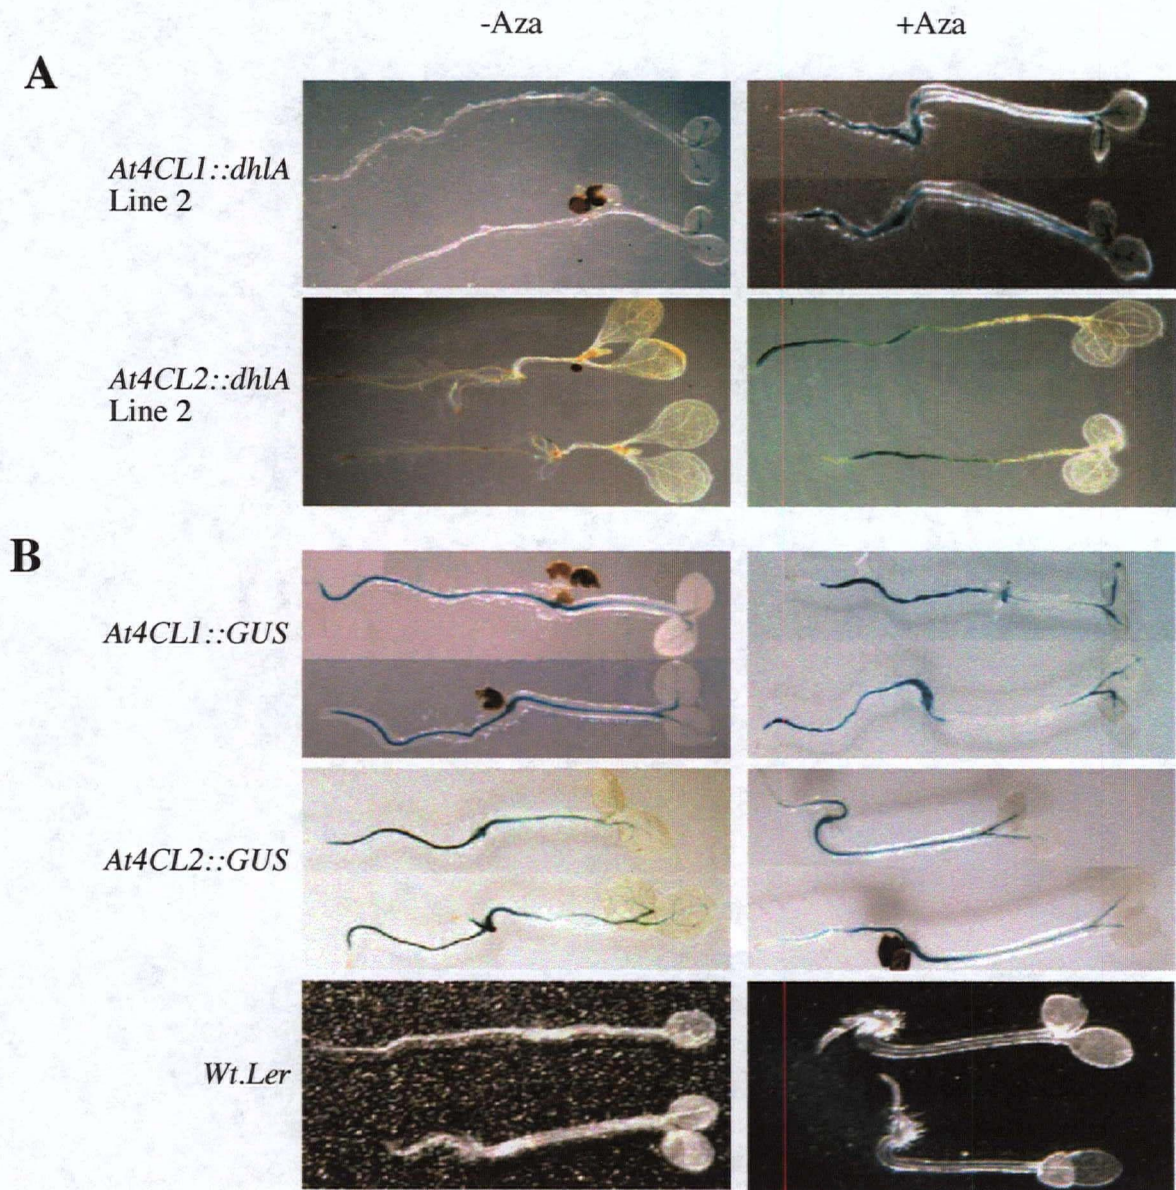 -Aza
+Aza
A
At4CL1::dhlA
Line 2
At4CL2::dhlA
Line 2
B
At4CL1::GUS
At4CL2::GUS
Wt.Ler